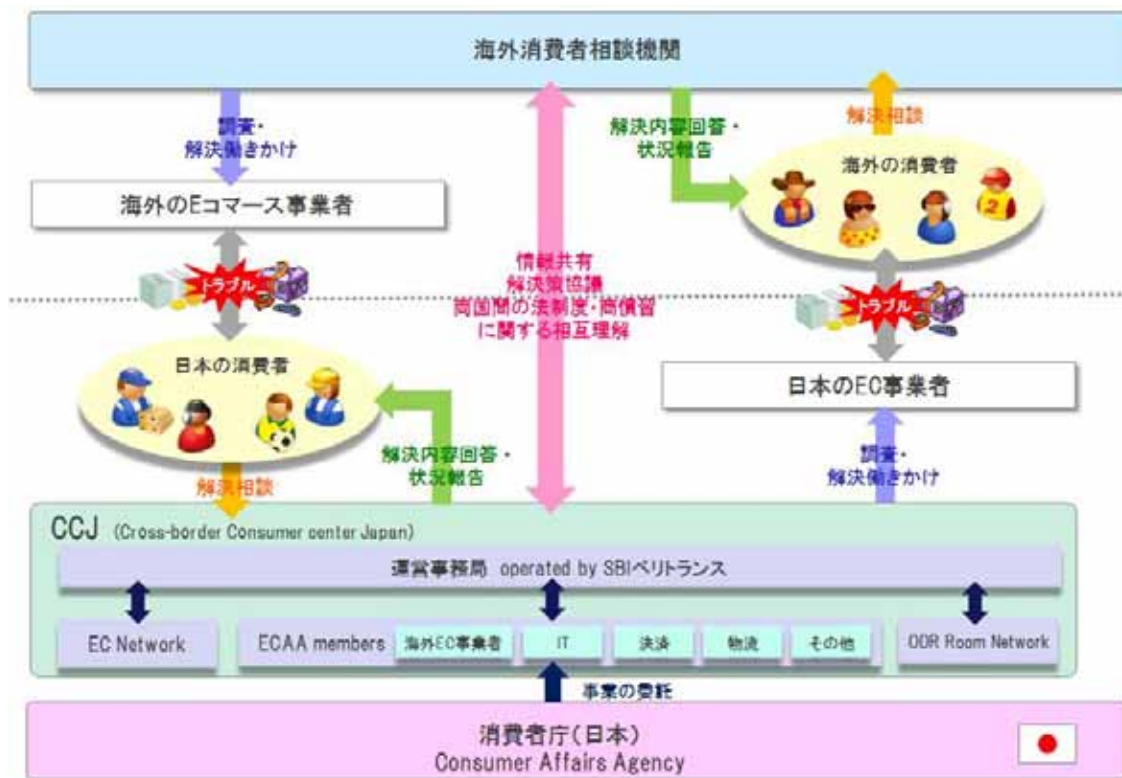 海外消費者相談機関
調査・
解決働きかけ
解決内容回答・
状況報告
解決相談
海外の消費者
海外のEコマース事業者
2
トラブル
情報共有
解決策協議
両国間の法制度・商慣習
に関する相互理解
トラブル
日本の消費者
日本のEC事業者
解決内容回答・
状況報告
調査・
解決働きかけ
解決相談
CCJ (Cross-border Consumer center Japan)
運営事務局 operated by SBIベリトランス
EC Network
ECAA members
海外EC事業者
IT
決済
物流
その他
ODR Room Network
事業の委託
消費者庁(日本)
Consumer Affairs Agency